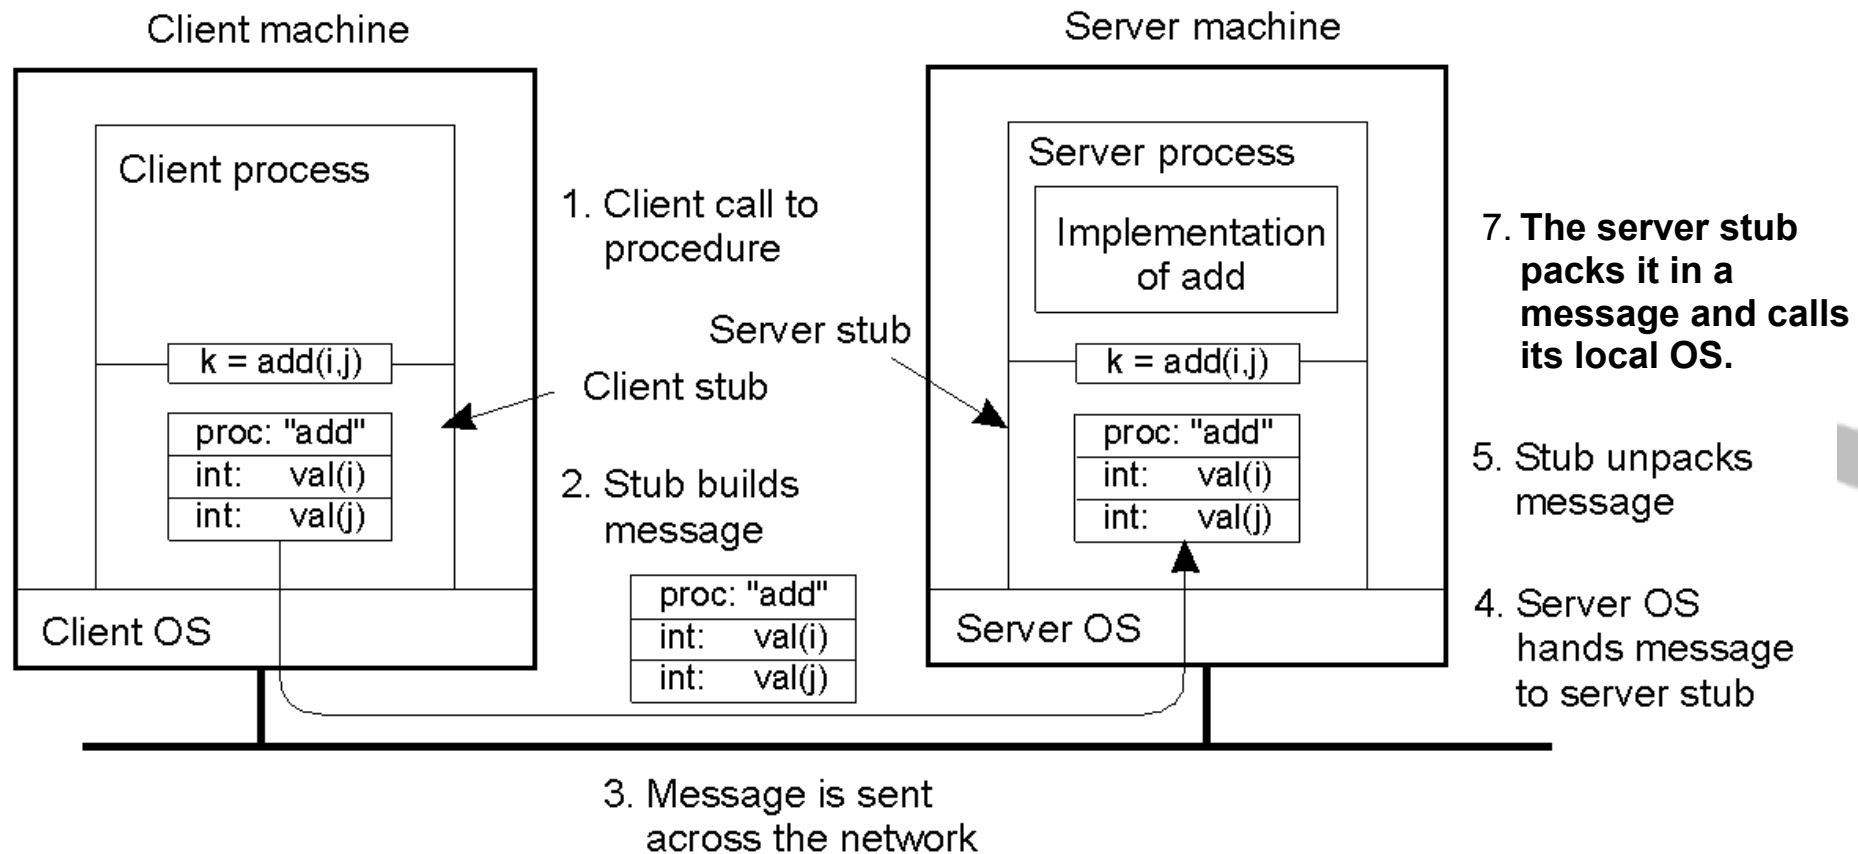 Client machine
Client process
k = add(i,j)
proc: "add"
int: val(i)
int: val(j)
Client OS
1. Client call to
procedure
Server stub
Client stub
2. Stub builds
message
proc: "add"
int: val(i)
int: val(j)
3. Message is sent
across the network
Server machine
Server process
Implementation
of add
k = add(i,j)
proc: "add"
int: val(i)
int: val(j)
Server OS
7. The server stub
packs it in a
message and calls
its local OS.
5. Stub unpacks
message
4. Server OS
hands message
to server stub